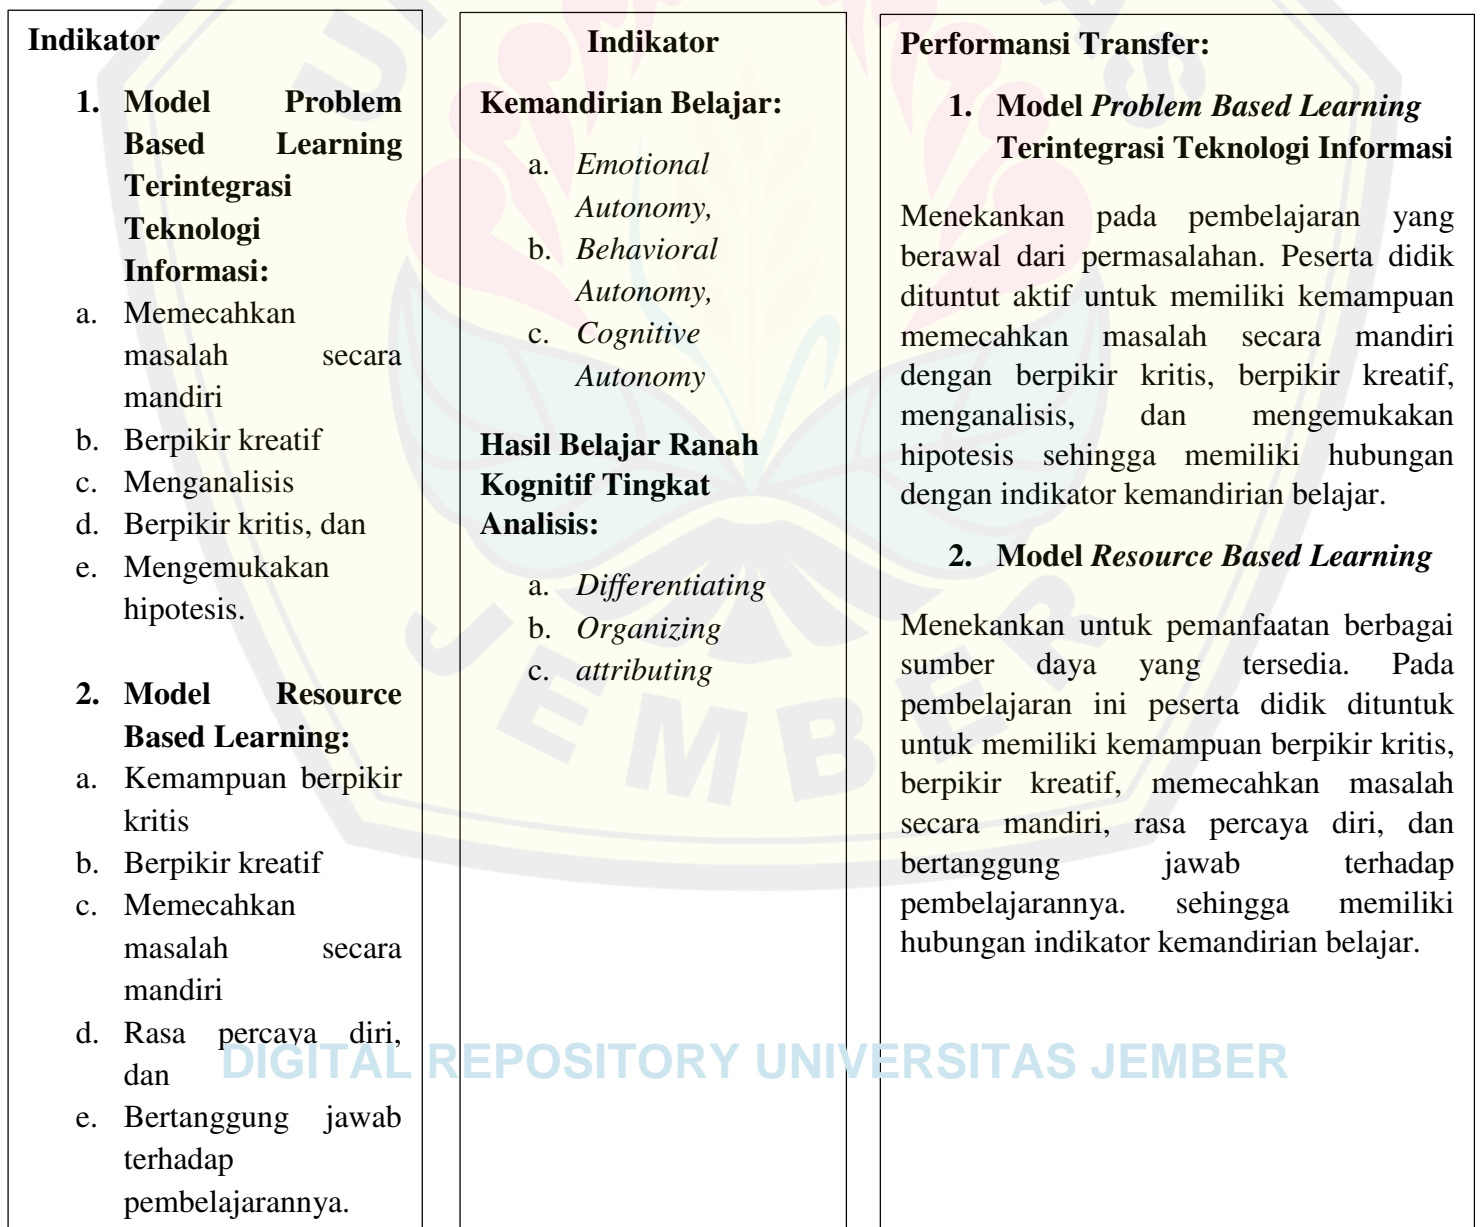 Indikator
1. Model Problem
Based Learning
Terintegrasi
Teknologi
Informasi:
a. Memecahkan
masalah secara
mandiri
b. Berpikir kreatif
c. Menganalisis
d. Berpikir kritis, dan
e. Mengemukakan
hipotesis.
2. Model Resource
Based Learning:
a. Kemampuan berpikir
kritis
b. Berpikir kreatif
c. Memecahkan
masalah secara
mandiri
d. Rasa percaya diri,
dan
e. Bertanggung jawab
terhadap
pembelajarannya.
Indikator
Kemandirian Belajar:
a. Emotional
Autonomy,
b. Behavioral
Autonomy,
c. Cognitive
Autonomy
Hasil Belajar Ranah
Kognitif Tingkat
Analisis:
a. Differentiating
b. Organizing
c. attributing
Performansi Transfer:
1. Model Problem Based Learning
Terintegrasi Teknologi Informasi
Menekankan pada pembelajaran yang
berawal dari permasalahan. Peserta didik
dituntut aktif untuk memiliki kemampuan
memecahkan masalah secara mandiri
dengan berpikir kritis, berpikir kreatif,
menganalisis, dan mengemukakan
hipotesis sehingga memiliki hubungan
dengan indikator kemandirian belajar.
2. Model Resource Based Learning
Menekankan untuk pemanfaatan berbagai
sumber daya yang tersedia. Pada
pembelajaran ini peserta didik dituntuk
untuk memiliki kemampuan berpikir kritis,
berpikir kreatif, memecahkan masalah
secara mandiri, rasa percaya diri, dan
bertanggung jawab terhadap
pembelajarannya. sehingga memiliki
hubungan indikator kemandirian belajar.
JEMBER
DIGITAL REPOSITORY UNIVERSITAS JEMBER